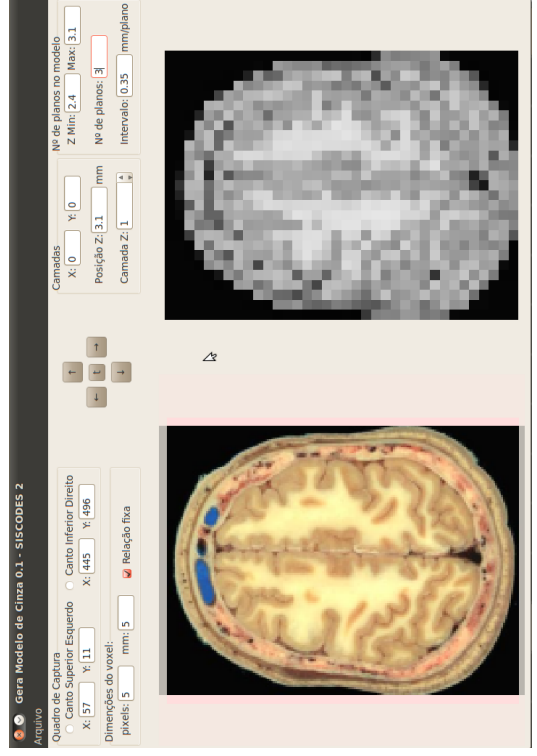 Gera Modelo de Cinza 0.1 - SISCODES 2
Arquivo
Quadro de Captura
Canto Superior Esquerdo
X: 57 Y: 11
Canto Inferior Direito
X: 445 Y: 496
Dimenções do voxel:
pixels: 5 mm: 5
Relação fixa
↑
← t →
↓
Camadas
X: 0 Y: 0
Posição Z: 3.1 mm
Camada Z: 1
Nº de planos no modelo
Z Min: 2.4 Max: 3.1
Nº de planos: 3
Intervalo: 0.35 mm/plano